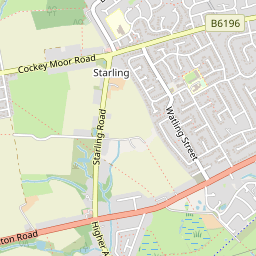 B6196
Cockey Moor Road
Starling
Starling Road
Watling Street
ton Road
Higher A